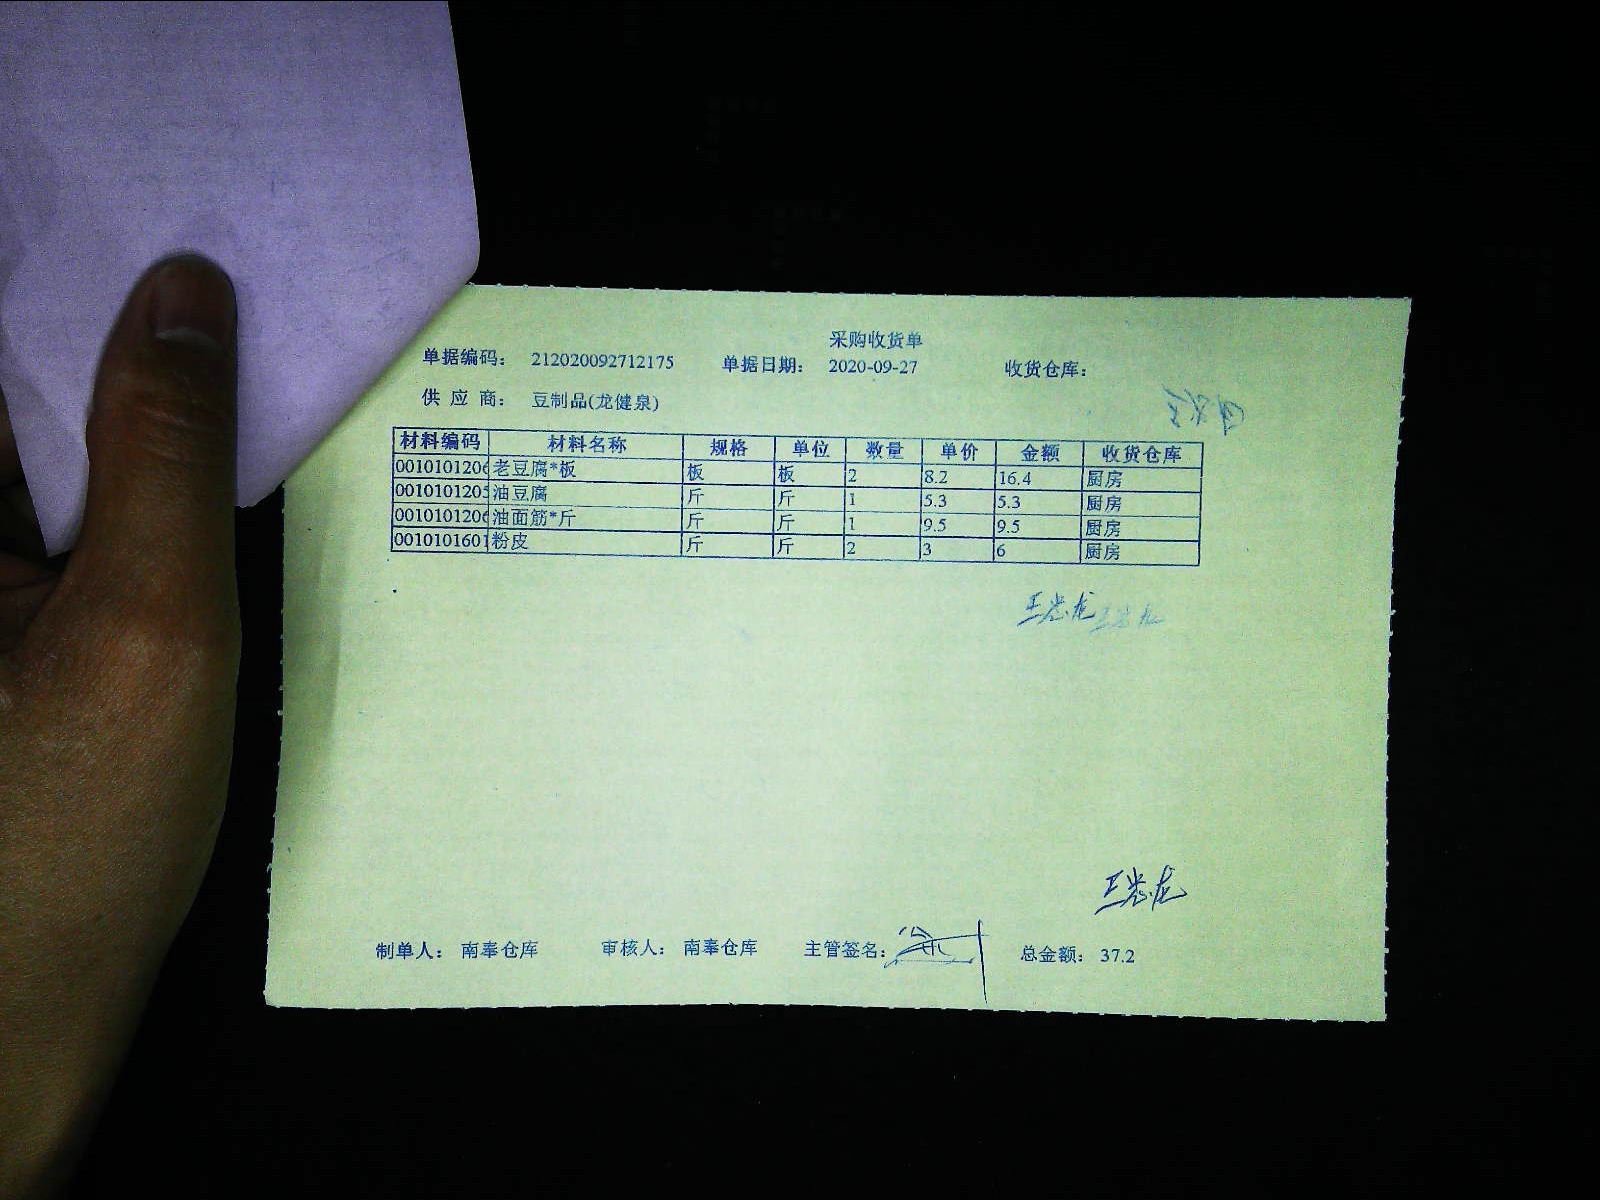 采购收货单
单据编码： 212020092712175 单据日期： 2020-09-27 收货仓库：
供 应 商： 豆制品(龙健泉)
材料编码 材料名称 规格 单位 数量 单价 金额 收货仓库
0010101206 老豆腐*板 板 板 2 8.2 16.4 厨房
0010101205 油豆腐 斤 斤 1 5.3 5.3 厨房
0010101206 油面筋*斤 斤 斤 1 9.5 9.5 厨房
0010101601 粉皮 斤 斤 2 3 6 厨房
制单人： 南奉仓库 审核人： 南奉仓库 主管签名： 总金额： 37.2